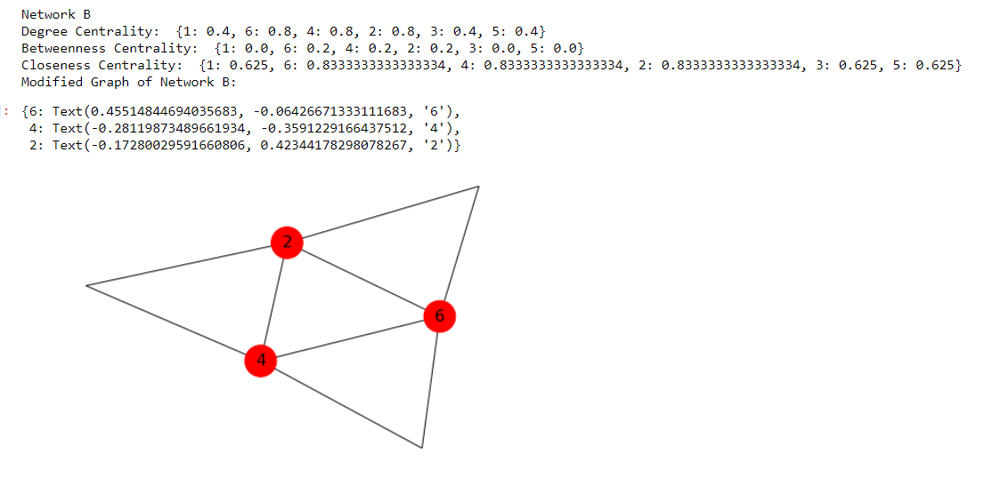 Network B
Degree Centrality:  {1: 0.4, 6: 0.8, 4: 0.8, 2: 0.8, 3: 0.4, 5: 0.4}
Betweenness Centrality:  {1: 0.0, 6: 0.2, 4: 0.2, 2: 0.2, 3: 0.0, 5: 0.0}
Closeness Centrality:  {1: 0.625, 6: 0.8333333333333334, 4: 0.8333333333333334, 2: 0.8333333333333334, 3: 0.625, 5: 0.625}
Modified Graph of Network B:
: {6: Text(0.45514844694035683, -0.06426671333111683, '6'),
4: Text(-0.28119873489661934, -0.3591229166437512, '4'),
2: Text(-0.17280029591660806, 0.42344178298078267, '2')}
2
6
4